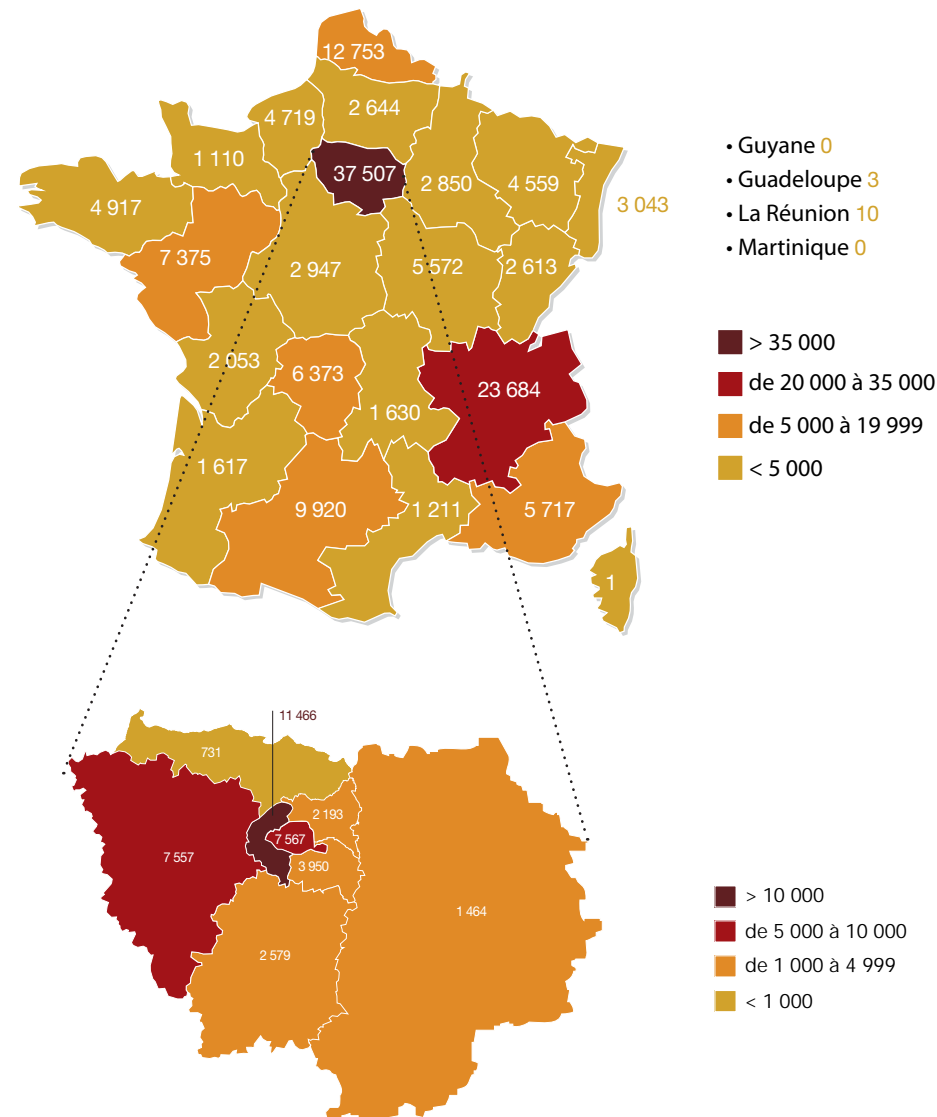 12 753
2 644
4 719
1 110
37 507
2 850
4 559
3 043
4 917
7 375
2 947
5 572
2 613
2 053
6 373
1 630
23 684
1 617
9 920
1 211
5 717
1
• Guyane 0
• Guadeloupe 3
• La Réunion 10
• Martinique 0
> 35 000
de 20 000 à 35 000
de 5 000 à 19 999
< 5 000
11 466
731
2 193
7 567
7 557
3 950
1 464
2 579
> 10 000
de 5 000 à 10 000
de 1 000 à 4 999
< 1 000